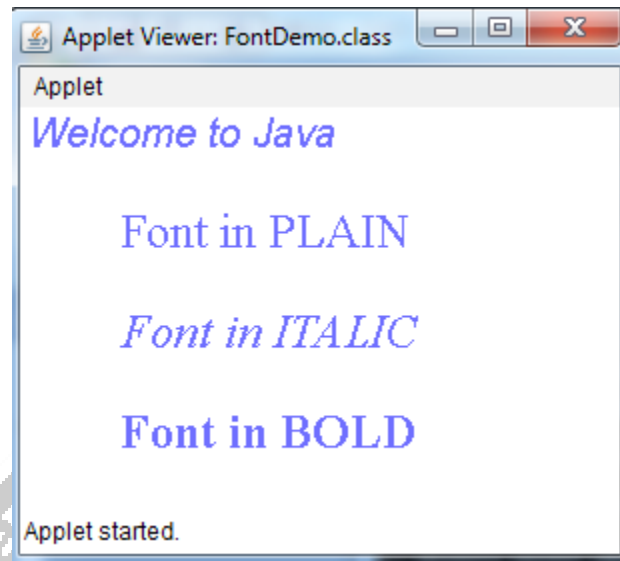 Applet Viewer: FontDemo.class
Applet
Welcome to Java
Font in PLAIN
Font in ITALIC
Font in BOLD
Applet started.